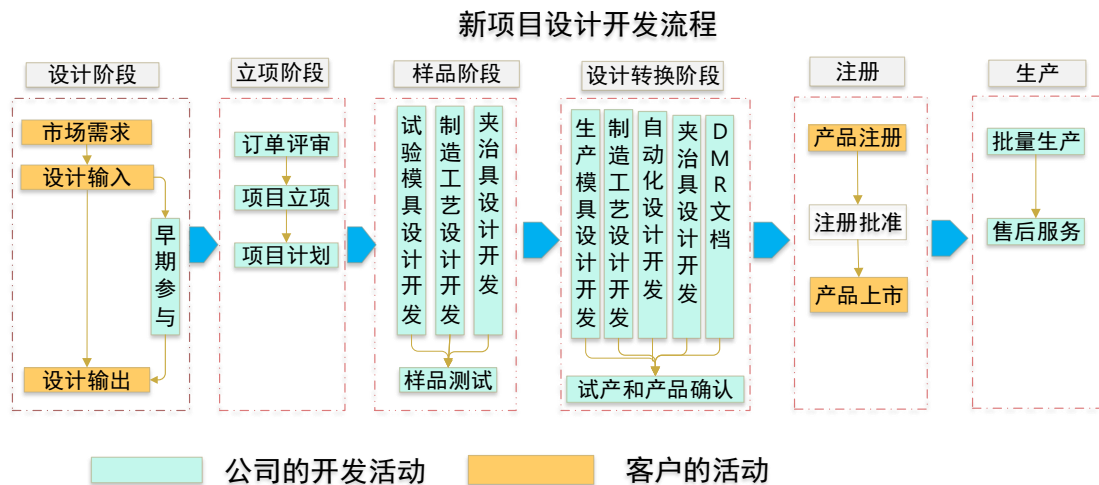 新项目设计开发流程
设计阶段
市场需求
设计输入
早期参与
设计输出
立项阶段
订单评审
项目立项
项目计划
样品阶段
试验模具设计开发
制造工艺设计开发
夹治具设计开发
样品测试
设计转换阶段
生产模具设计开发
制造工艺设计开发
自动化设计开发
夹治具设计开发
DMR文档
试产和产品确认
注册
产品注册
注册批准
产品上市
生产
批量生产
售后服务
公司的开发活动
客户的活动